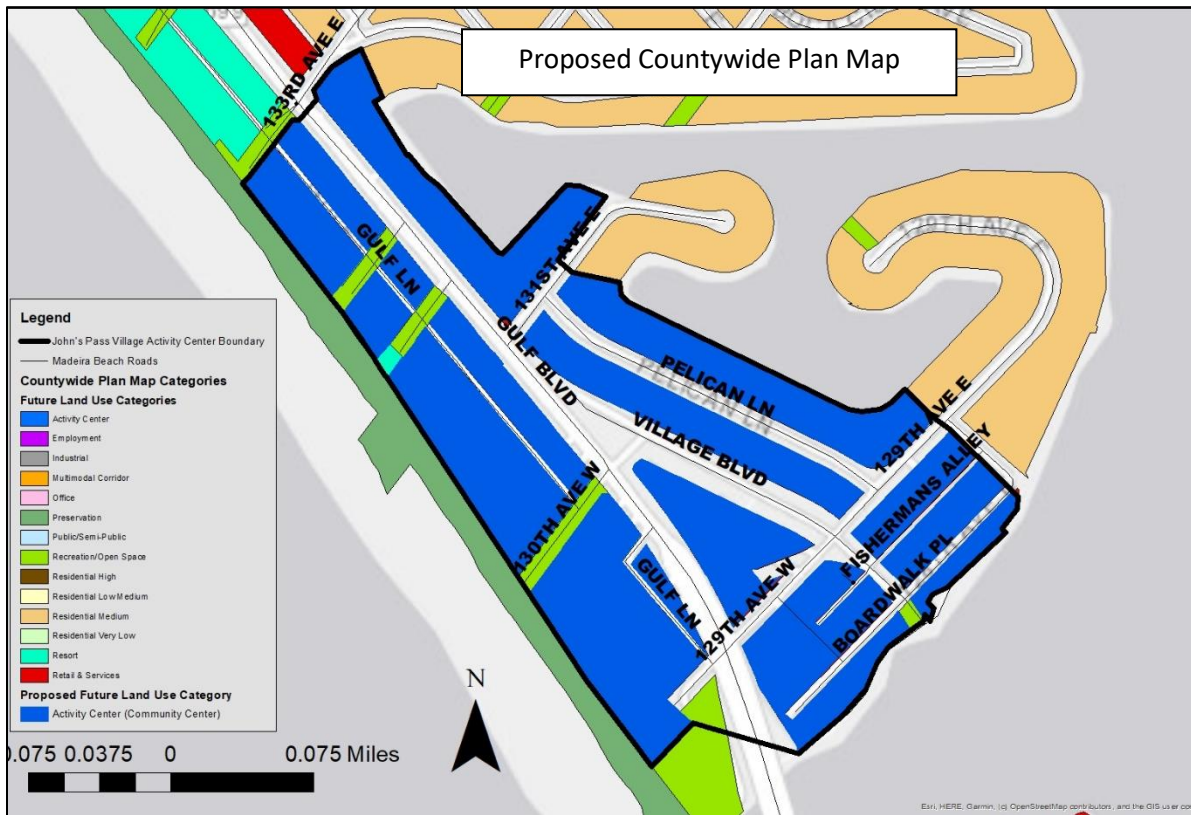 Proposed Countywide Plan Map
133RD AVE E
129TH AVE E
GULF LN
131ST AVE E
GULF BLVD
PELICAN LN
PELICAN LN
VILLAGE BLVD
129TH AVE E
FISHERMANS ALLEY
130TH AVE W
GULF LN
129TH AVE W
BOARDWALK PL
Legend
John's Pass Village Activity Center Boundary
Madeira Beach Roads
Countywide Plan Map Categories
Future Land Use Categories
Activity Center
Employment
Industrial
Multimodal Corridor
Office
Preservation
Public/Semi-Public
Recreation/Open Space
Residential High
Residential Low Medium
Residential Medium
Residential Very Low
Resort
Retail & Services
Proposed Future Land Use Category
Activity Center (Community Center)
N
0.075 0.0375 0 0.075 Miles
Esri, HERE, Garmin, (c) OpenStreetMap contributors, and the GIS user